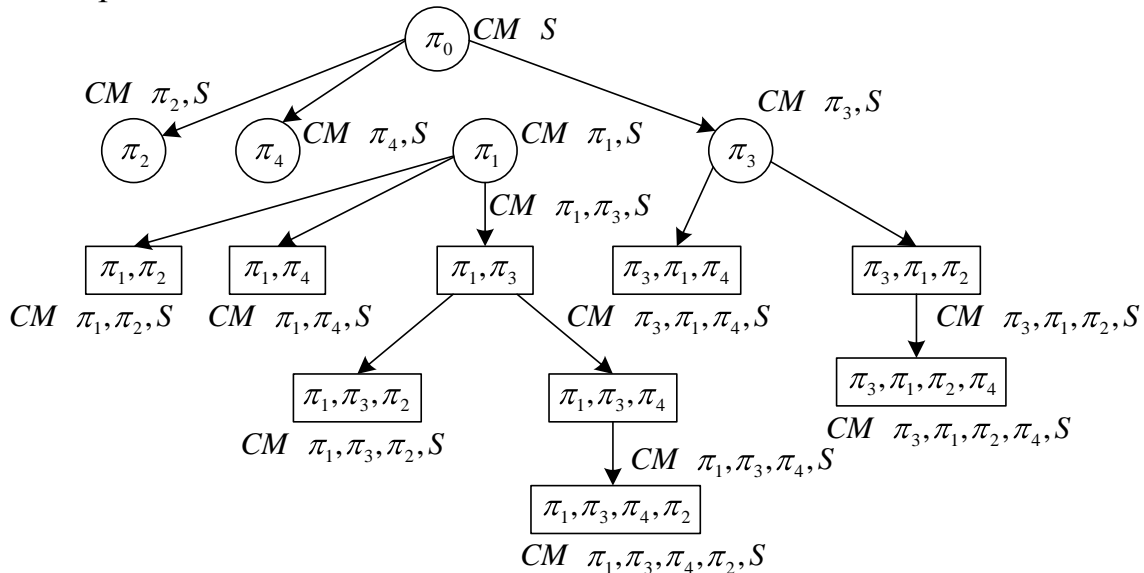 π₀ CM S
CM π₂, S
CM π₃, S
π₂
π₄ CM π₄, S
π₁ CM π₁, S
π₃
CM π₁, π₃, S
π₁, π₂
π₁, π₄
π₁, π₃
π₃, π₁, π₄
π₃, π₁, π₂
CM π₁, π₂, S
CM π₁, π₄, S
CM π₃, π₁, π₄, S
CM π₃, π₁, π₂, S
π₁, π₃, π₂
π₁, π₃, π₄
π₃, π₁, π₂, π₄
CM π₁, π₃, π₂, S
CM π₃, π₁, π₂, π₄, S
CM π₁, π₃, π₄, S
π₁, π₃, π₄, π₂
CM π₁, π₃, π₄, π₂, S